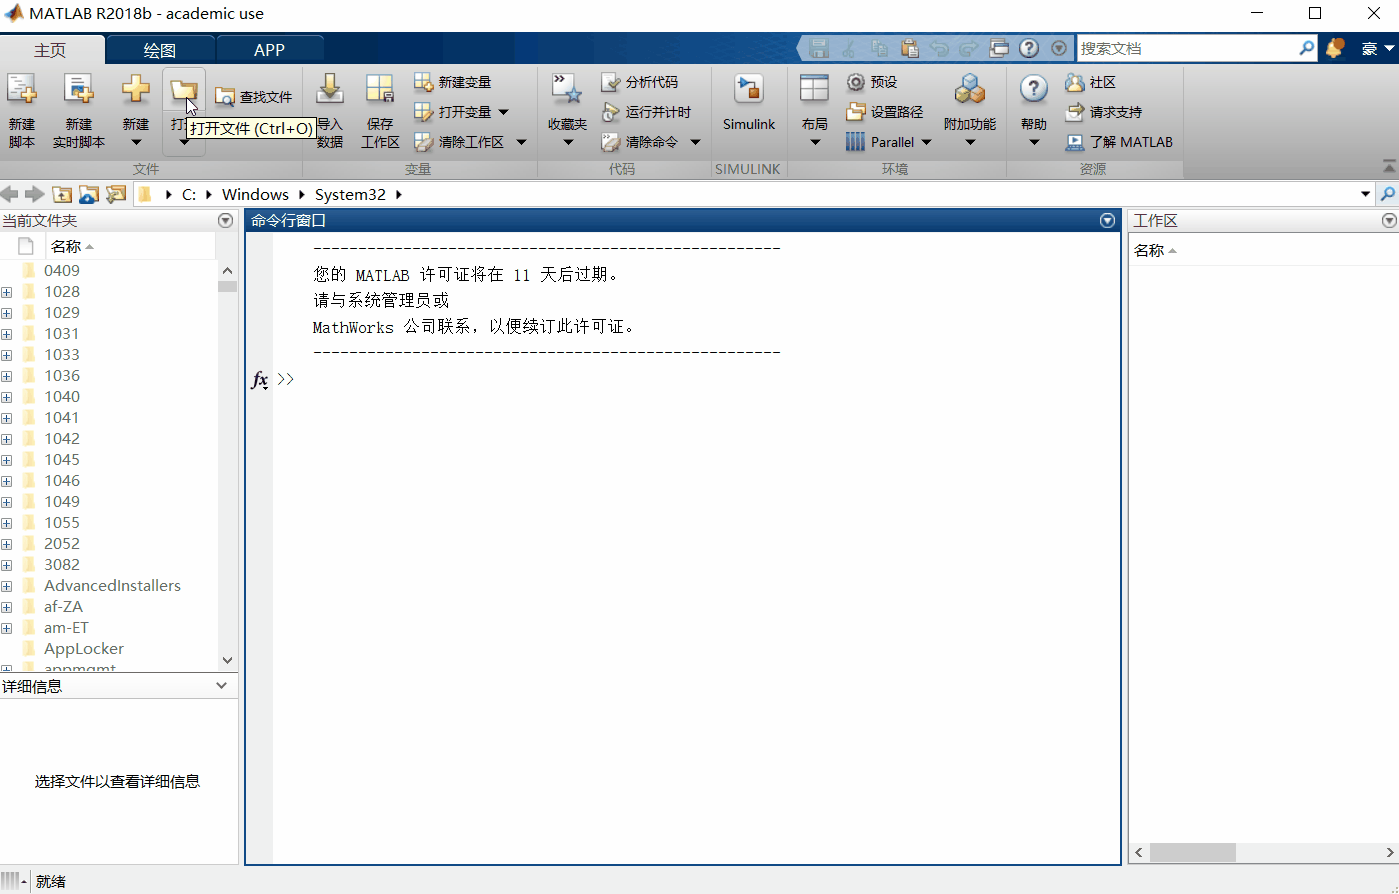 MATLAB R2018b - academic use
主页
绘图
APP
搜索文档
豪
新建
脚本
新建
实时脚本
新建
查找文件
打开文件 (Ctrl+O)
导入
数据
保存
工作区
新建变量
打开变量
清除工作区
收藏夹
分析代码
运行并计时
清除命令
Simulink
布局
预设
设置路径
Parallel
附加功能
帮助
社区
请求支持
了解 MATLAB
文件
变量
代码
SIMULINK
环境
资源
C:
Windows
System32
当前文件夹
名称
0409
1028
1029
1031
1033
1036
1040
1041
1042
1045
1046
1049
1055
2052
3082
AdvancedInstallers
af-ZA
am-ET
AppLocker
appmgmt
详细信息
选择文件以查看详细信息
命令行窗口
--------------------------------------------------
您的 MATLAB 许可证将在 11 天后过期。
请与系统管理员或
MathWorks 公司联系，以便续订此许可证。
--------------------------------------------------
fx >>
工作区
名称
就绪